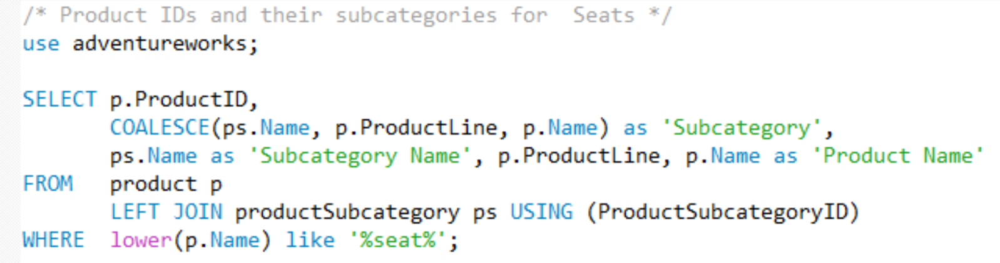 /* Product IDs and their subcategories for  Seats */
use adventureworks;
SELECT p.ProductID,
COALESCE(ps.Name, p.ProductLine, p.Name) as 'Subcategory',
ps.Name as 'Subcategory Name', p.ProductLine, p.Name as 'Product Name'
FROM   product p
LEFT JOIN productSubcategory ps USING (ProductSubcategoryID)
WHERE  lower(p.Name) like '%seat%';